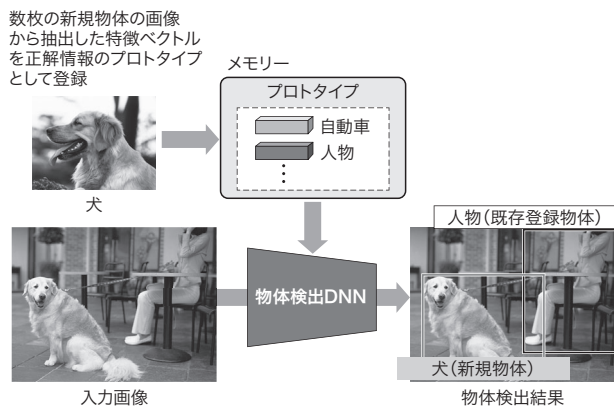 数枚の新規物体の画像
から抽出した特徴ベクトル
を正解情報のプロトタイプ
として登録
メモリー
プロトタイプ
自動車
人物
⋮
犬
人物(既存登録物体)
物体検出DNN
犬(新規物体)
入力画像
物体検出結果